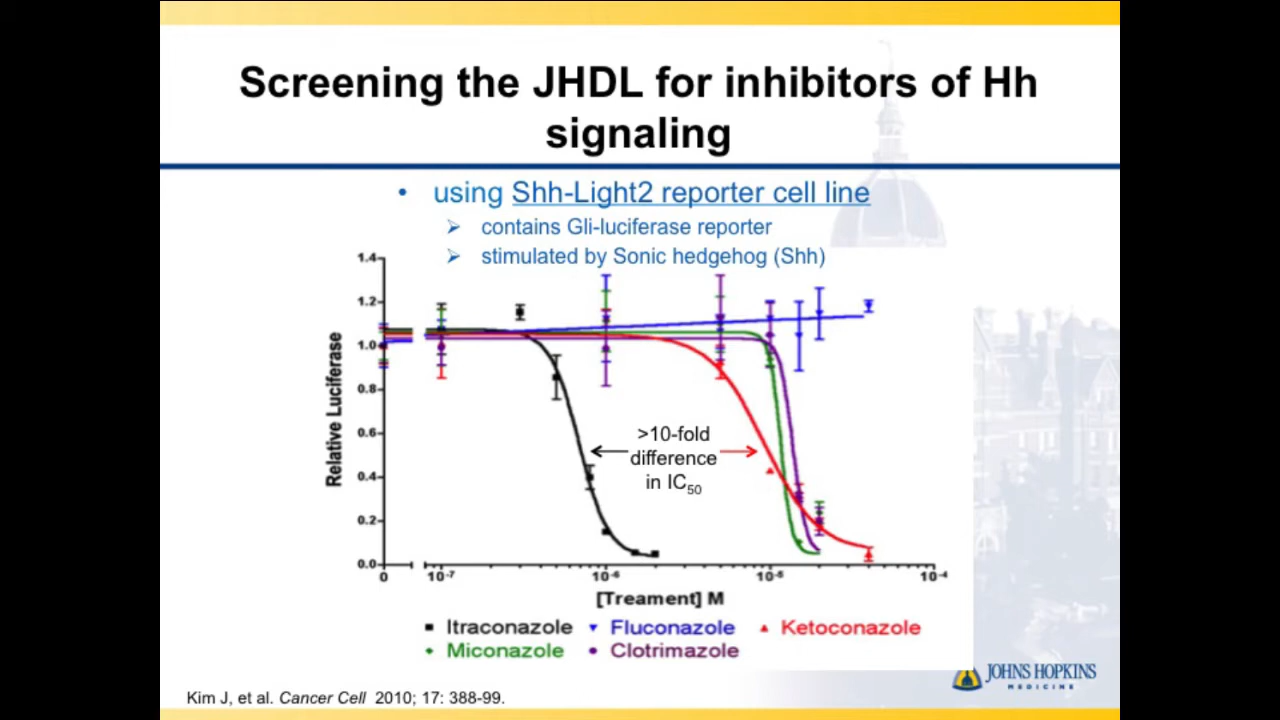 Screening the JHDL for inhibitors of Hh
signaling
• using Shh-Light2 reporter cell line
➢ contains Gli-luciferase reporter
➢ stimulated by Sonic hedgehog (Shh)
1.4
1.2
1.0
0.8
0.6
0.4
0.2
0.0
Relative Luciferase
>10-fold
difference
in IC50
0 10-7 10-6 10-5 10-4
[Treament] M
Itraconazole Fluconazole Ketoconazole
Miconazole Clotrimazole
JOHNS HOPKINS
MEDICINE
Kim J, et al. Cancer Cell 2010; 17: 388-99.